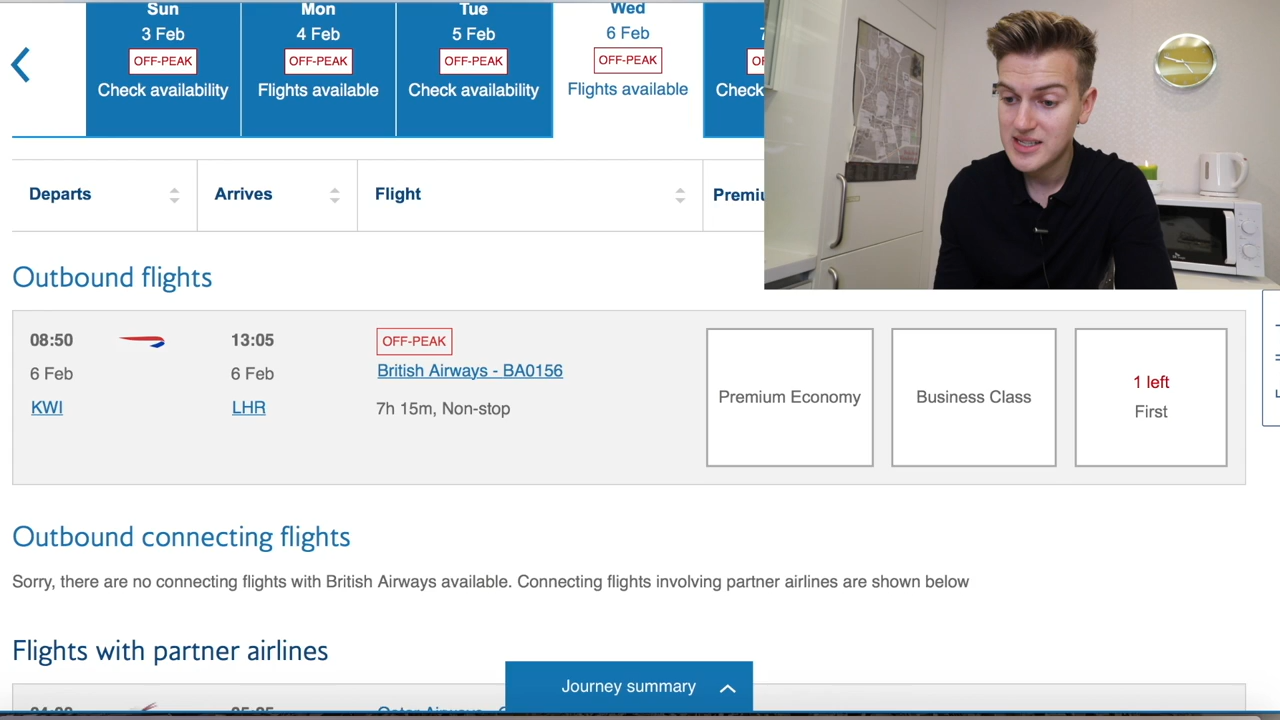 Sun
3 Feb
OFF-PEAK
Check availability
Mon
4 Feb
OFF-PEAK
Flights available
Tue
5 Feb
OFF-PEAK
Check availability
Wed
6 Feb
OFF-PEAK
Flights available
Check
Departs
Arrives
Flight
Outbound flights
08:50
6 Feb
KWI
13:05
6 Feb
LHR
OFF-PEAK
British Airways - BA0156
7h 15m, Non-stop
Premium Economy
Business Class
1 left
First
Outbound connecting flights
Sorry, there are no connecting flights with British Airways available. Connecting flights involving partner airlines are shown below
Flights with partner airlines
Journey summary